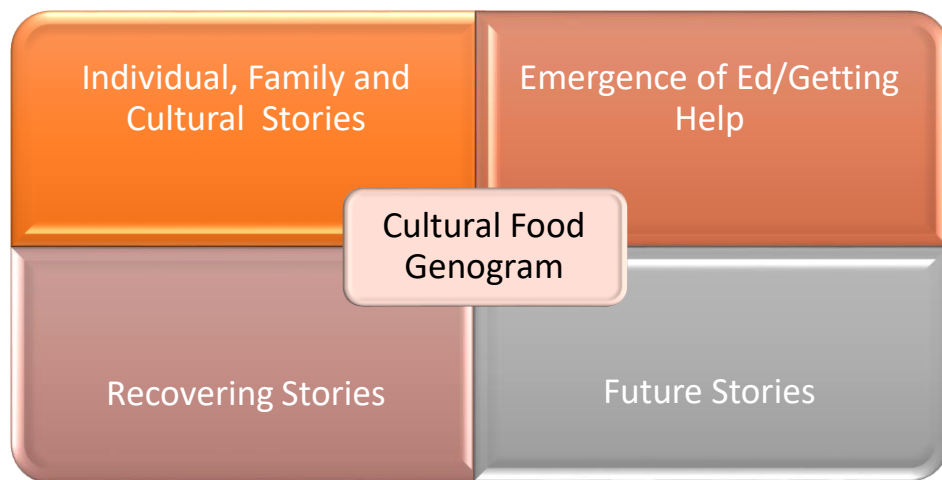 Individual, Family and
Cultural  Stories
Emergence of Ed/Getting
Help
Cultural Food
Genogram
Recovering Stories
Future Stories